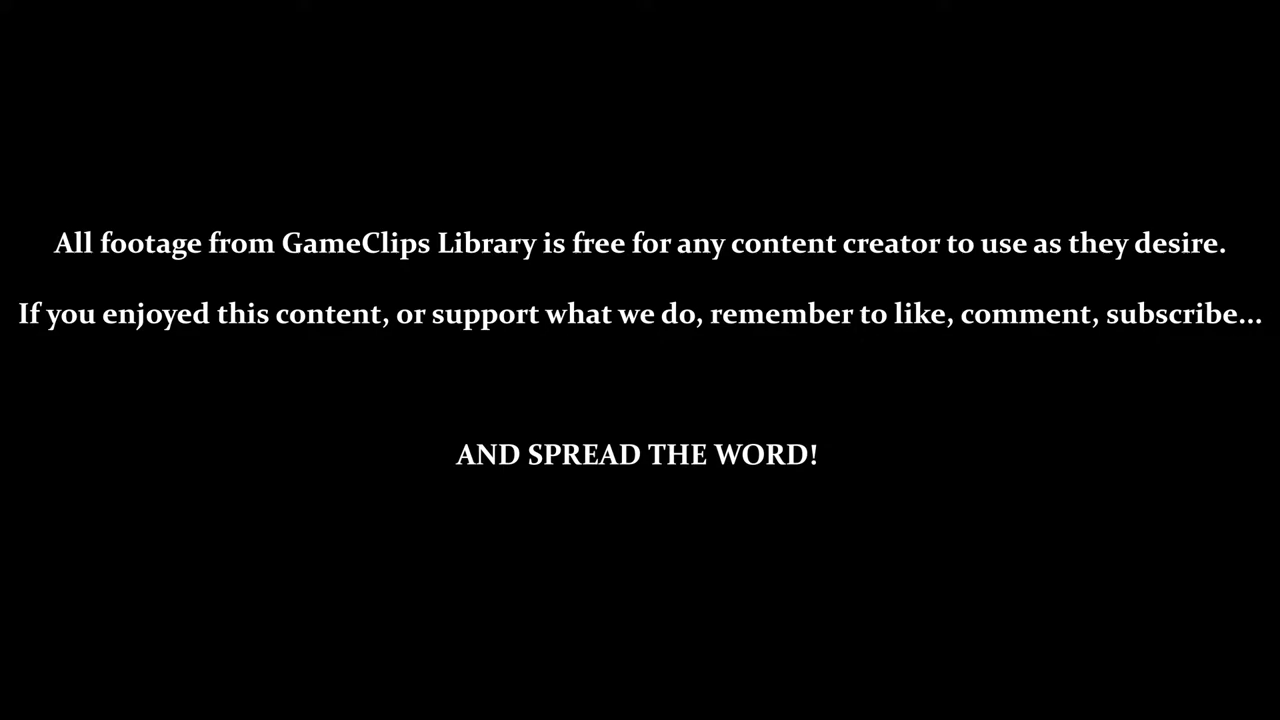 All footage from GameClips Library is free for any content creator to use as they desire.
If you enjoyed this content, or support what we do, remember to like, comment, subscribe...
AND SPREAD THE WORD!